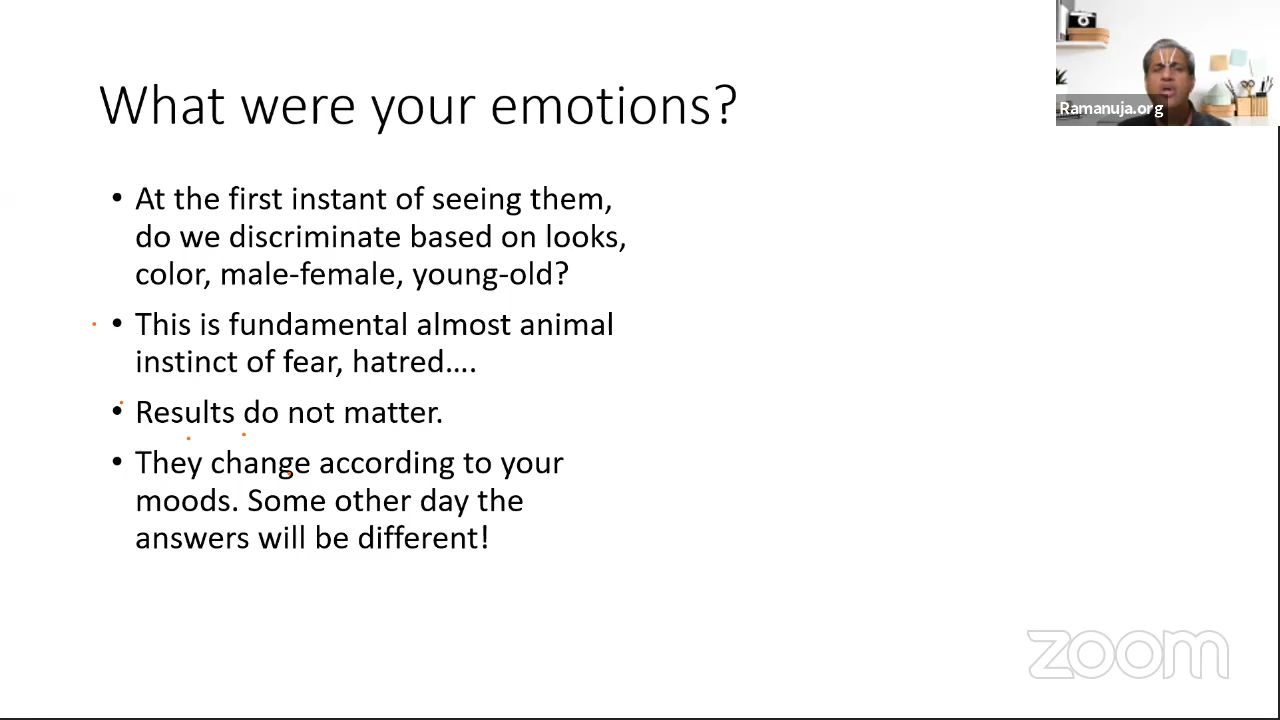 What were your emotions?
Ramanuja.org
• At the first instant of seeing them,
do we discriminate based on looks,
color, male-female, young-old?
• This is fundamental almost animal
instinct of fear, hatred….
• Results do not matter.
• They change according to your
moods. Some other day the
answers will be different!
zoom